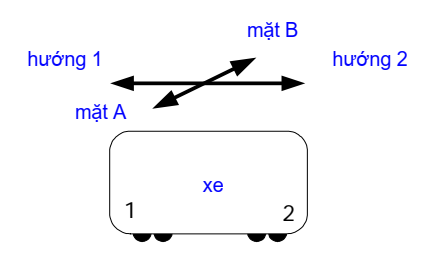 mặt B
hướng 1
hướng 2
mặt A
xe
1
2